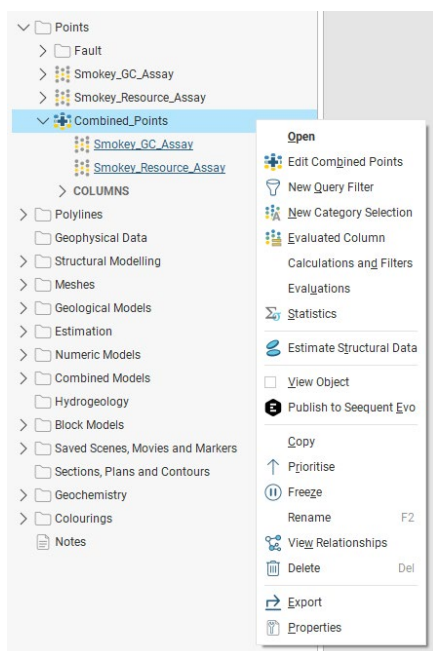 Points
Fault
Smokey_GC_Assay
Smokey_Resource_Assay
Combined_Points
Smokey_GC_Assay
Smokey_Resource_Assay
COLUMNS
Polylines
Geophysical Data
Structural Modelling
Meshes
Geological Models
Estimation
Numeric Models
Combined Models
Hydrogeology
Block Models
Saved Scenes, Movies and Markers
Sections, Plans and Contours
Geochemistry
Colourings
Notes
Open
Edit Combined Points
New Query Filter
New Category Selection
Evaluated Column
Calculations and Filters
Evaluations
Statistics
Estimate Structural Data
View Object
Publish to Seequent Evo
Copy
Prioritise
Freeze
Rename F2
View Relationships
Delete Del
Export
Properties